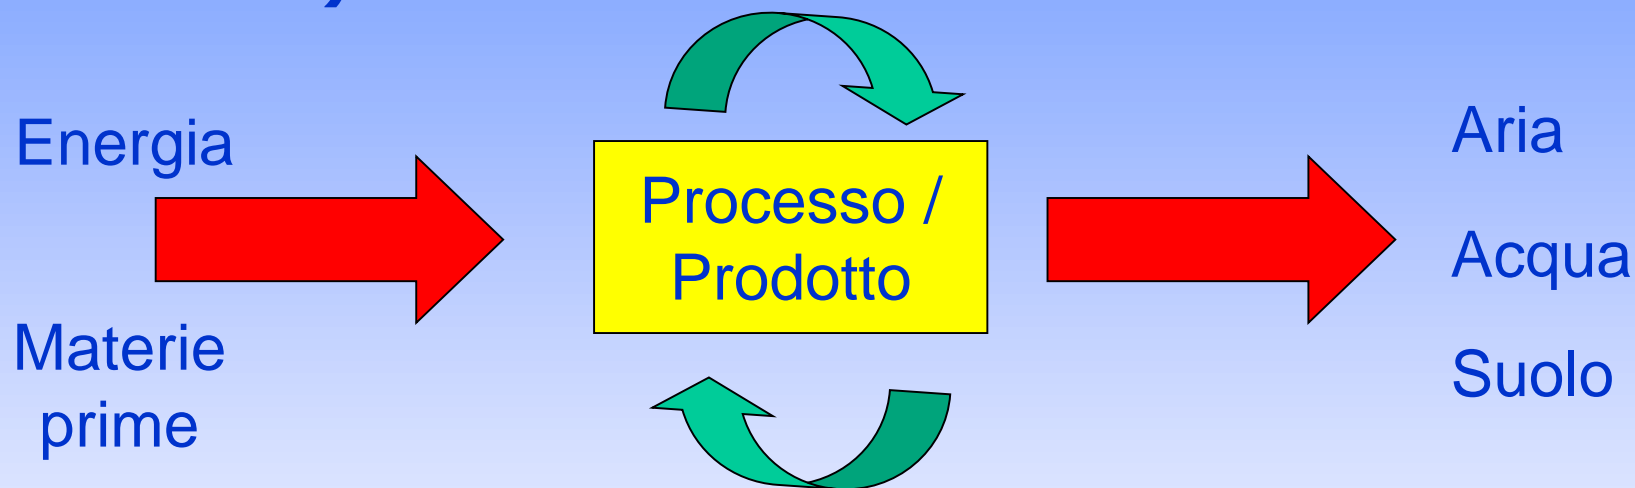 Energia
Materie
prime
Processo /
Prodotto
Aria
Acqua
Suolo